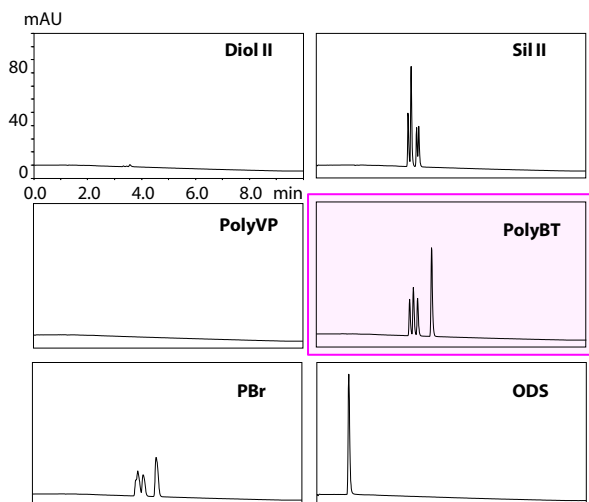 mAU
Diol II
80
40
0
0.0 2.0 4.0 6.0 8.0 min
Sil II
PolyVP
PolyBT
PBr
ODS